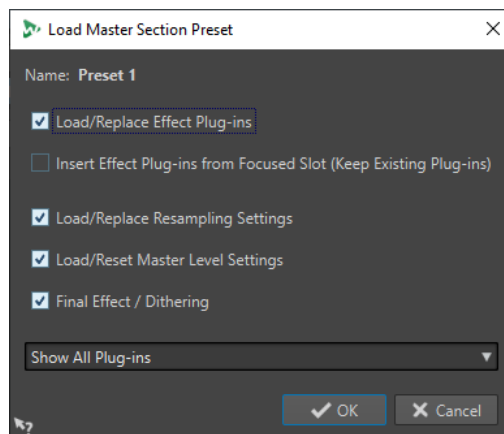 Load Master Section Preset
Name: Preset 1
Load/Replace Effect Plug-ins
Insert Effect Plug-ins from Focused Slot (Keep Existing Plug-ins)
Load/Replace Resampling Settings
Load/Reset Master Level Settings
Final Effect / Dithering
Show All Plug-ins
OK Cancel
?